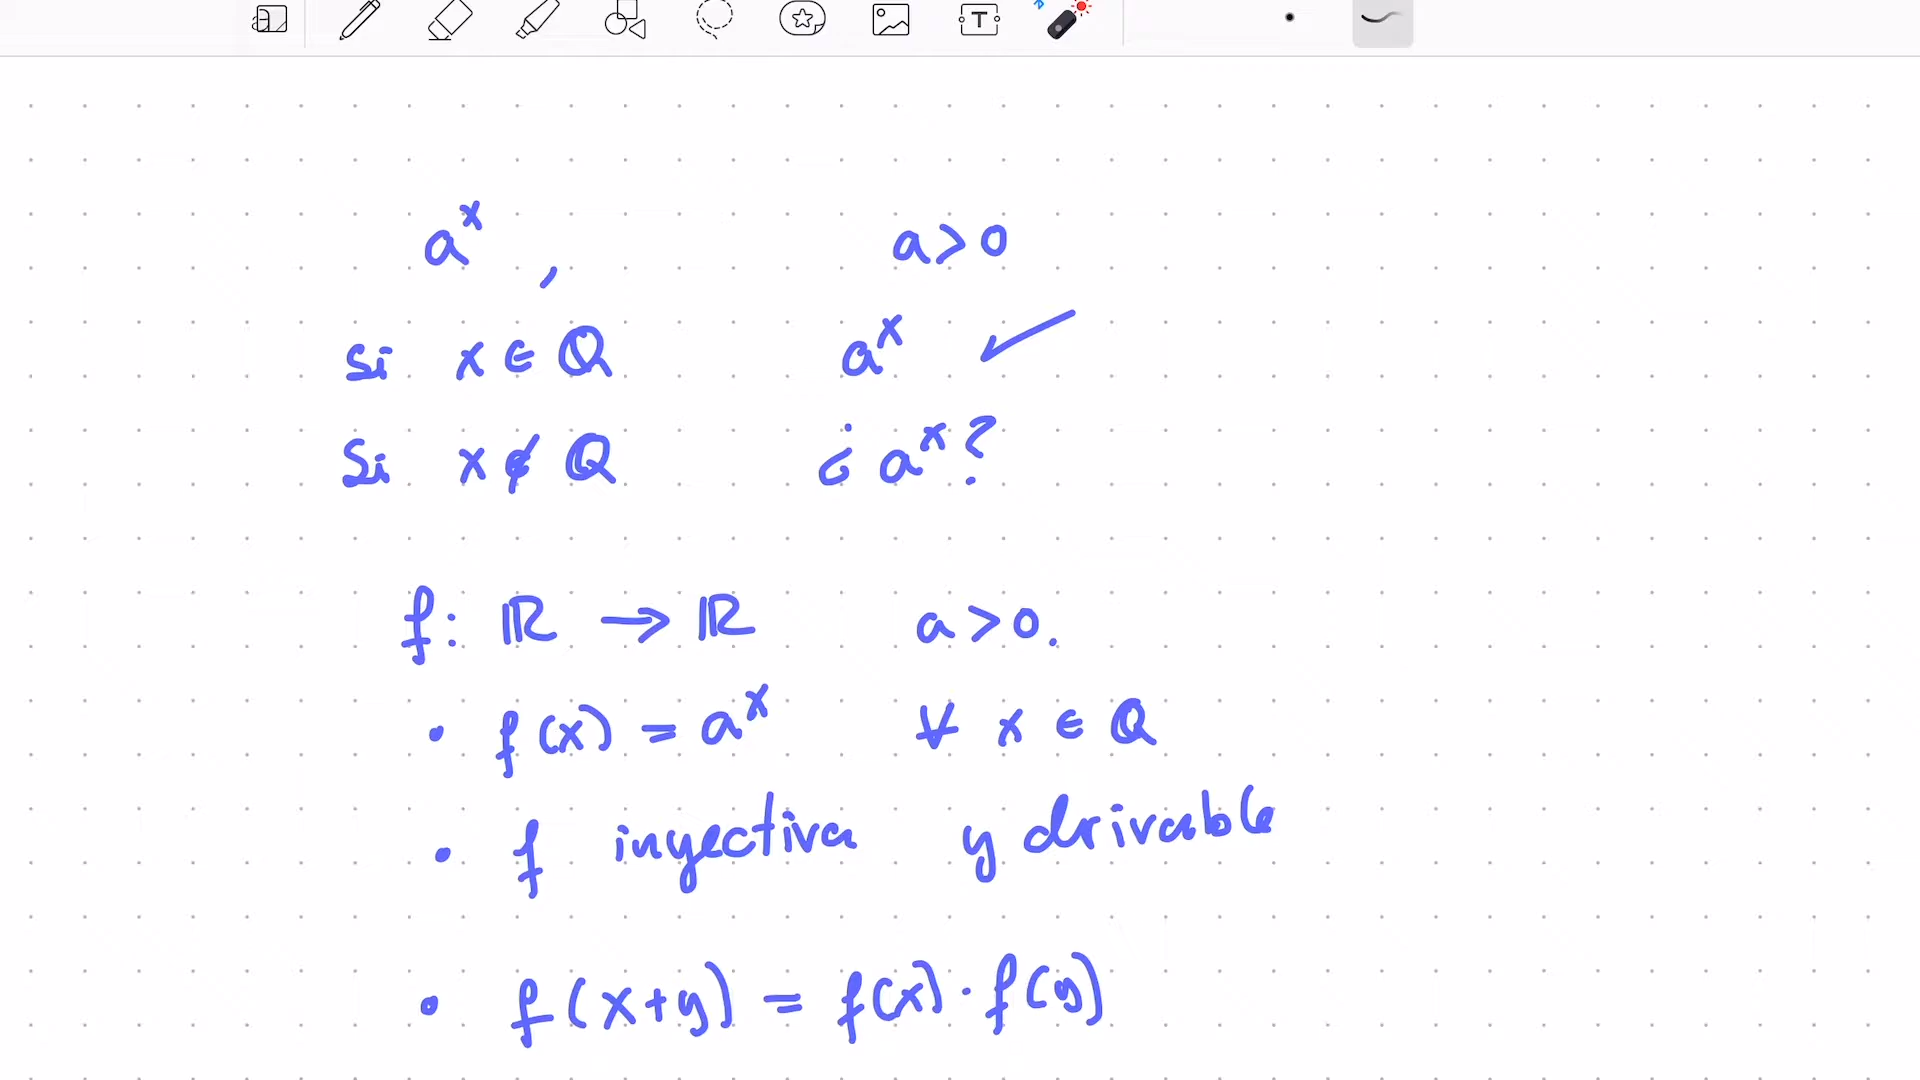 aˣ , a > 0
Si x ∈ ℚ aˣ ✓
Si x ∉ ℚ ¿ aˣ ?
f : ℝ → ℝ a > 0.
• f(x) = aˣ ∀ x ∈ ℚ
• f inyectiva y drivable
• f(x+y) = f(x) · f(y)